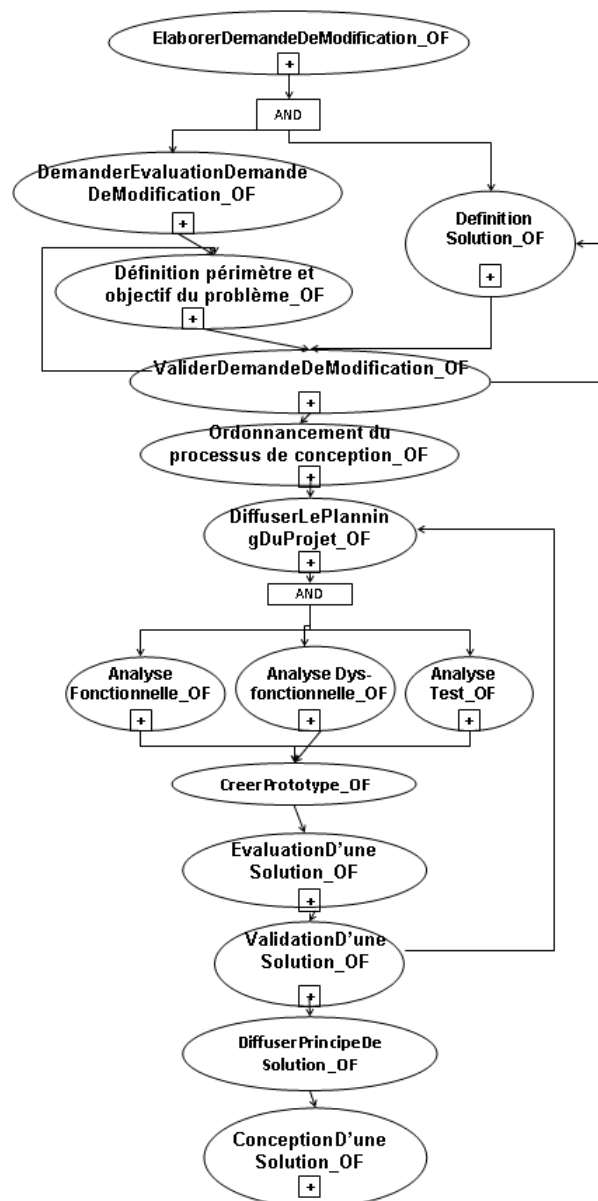 ElaborerDemandeDeModification_OF
+
AND
DemanderEvaluationDemande
DeModification_OF
+
Definition
Solution_OF
+
Définition périmètre et
objectif du problème_OF
+
ValiderDemandeDeModification_OF
+
Ordonnancement du
processus de conception_OF
+
DiffuserLePlannin
gDuProjet_OF
+
AND
Analyse
Fonctionnelle_OF
+
Analyse Dys-
fonctionnelle_OF
+
Analyse
Test_OF
+
CreerPrototype_OF
EvaluationD'une
Solution_OF
+
ValidationD'une
Solution_OF
+
DiffuserPrincipeDe
Solution_OF
ConceptionD'une
Solution_OF
+